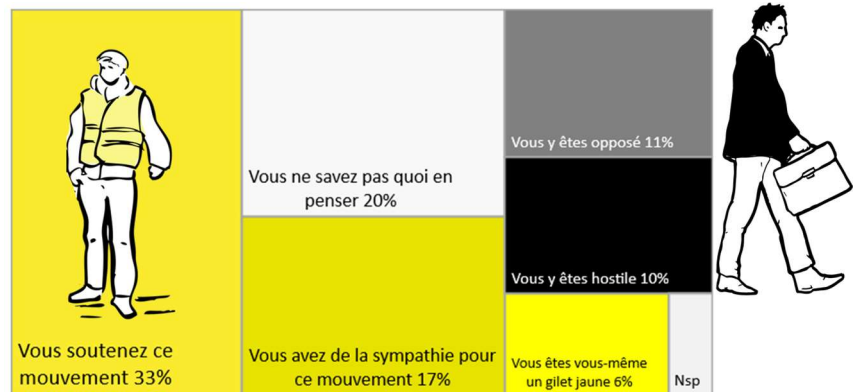 Vous soutenez ce
mouvement 33%
Vous ne savez pas quoi en
penser 20%
Vous avez de la sympathie pour
ce mouvement 17%
Vous y êtes opposé 11%
Vous y êtes hostile 10%
Vous êtes vous-même
un gilet jaune 6%
Nsp